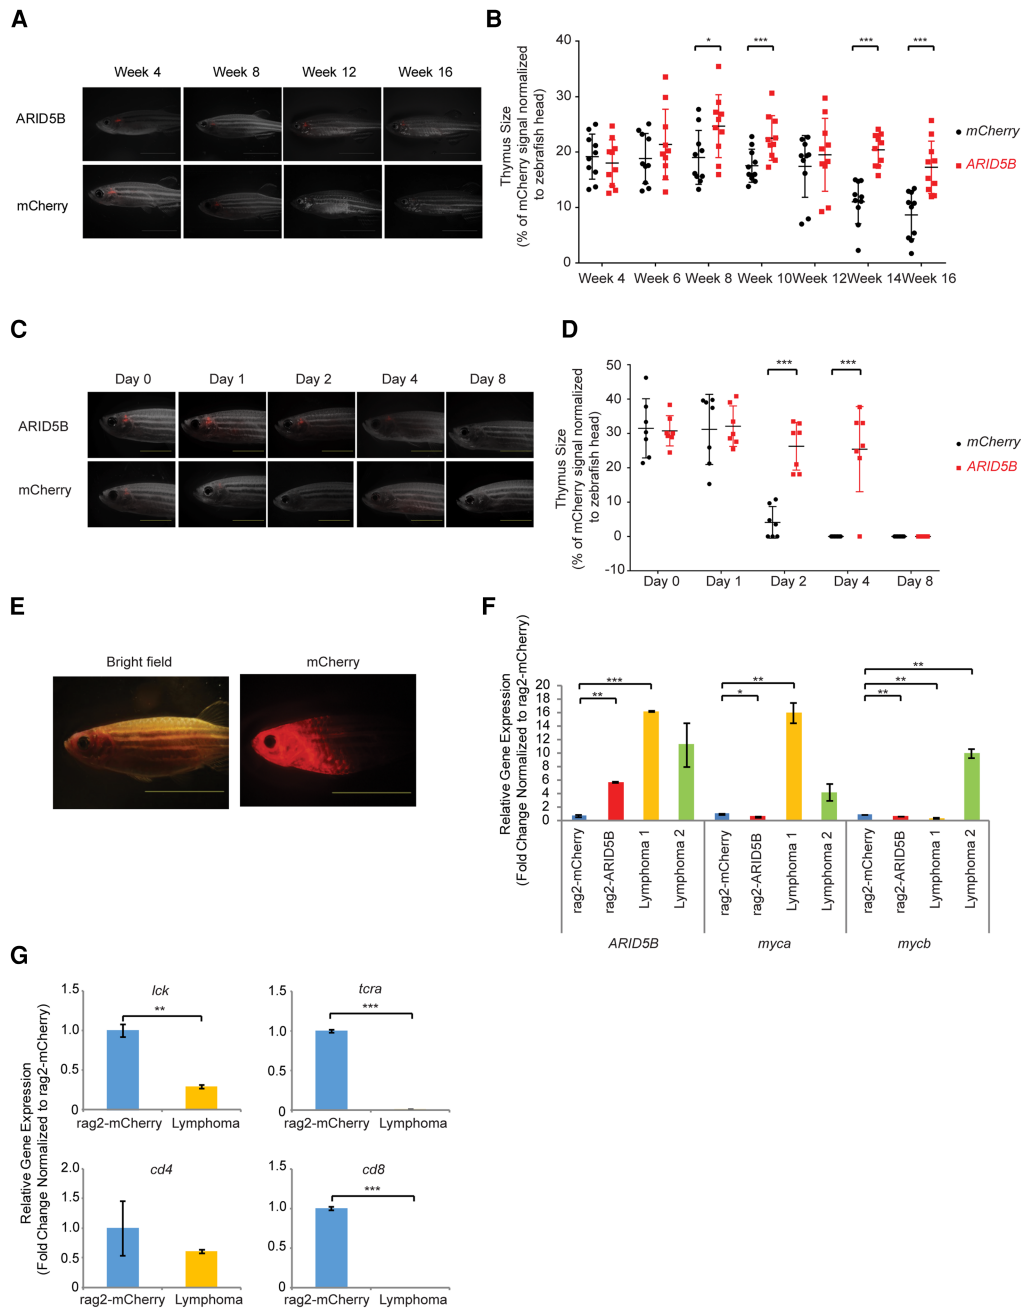 A
Week 4 Week 8 Week 12 Week 16
ARID5B
mCherry
B
Thymus Size
(% of mCherry signal normalized
to zebrafish head)
40
30
20
10
0
* *** *** ***
Week 4 Week 6 Week 8 Week 10 Week 12 Week 14 Week 16
mCherry
ARID5B
C
Day 0 Day 1 Day 2 Day 4 Day 8
ARID5B
mCherry
D
Thymus Size
(% of mCherry signal normalized
to zebrafish head)
50
40
30
20
10
0
-10
*** ***
Day 0 Day 1 Day 2 Day 4 Day 8
mCherry
ARID5B
E
Bright field mCherry
F
Relative Gene Expression
(Fold Change Normalized to rag2-mCherry)
20
18
16
14
12
10
8
6
4
2
0
*** ** ** * ** ** **
rag2-mCherry rag2-ARID5B Lymphoma 1 Lymphoma 2 rag2-mCherry rag2-ARID5B Lymphoma 1 Lymphoma 2 rag2-mCherry rag2-ARID5B Lymphoma 1 Lymphoma 2
ARID5B myca mycb
G
Relative Gene Expression
(Fold Change Normalized to rag2-mCherry)
lck
1.5
1.0
0.5
0
**
rag2-mCherry Lymphoma
tcra
1.5
1.0
0.5
0
***
rag2-mCherry Lymphoma
cd4
2.0
1.5
1.0
0.5
0
rag2-mCherry Lymphoma
cd8
1.5
1.0
0.5
0
***
rag2-mCherry Lymphoma